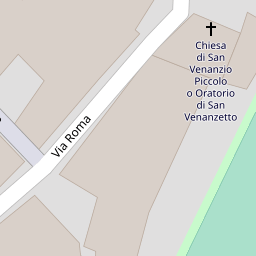 Chiesa
di San
Venanzio
Piccolo
o Oratorio
di San
Venanzetto
Via Roma